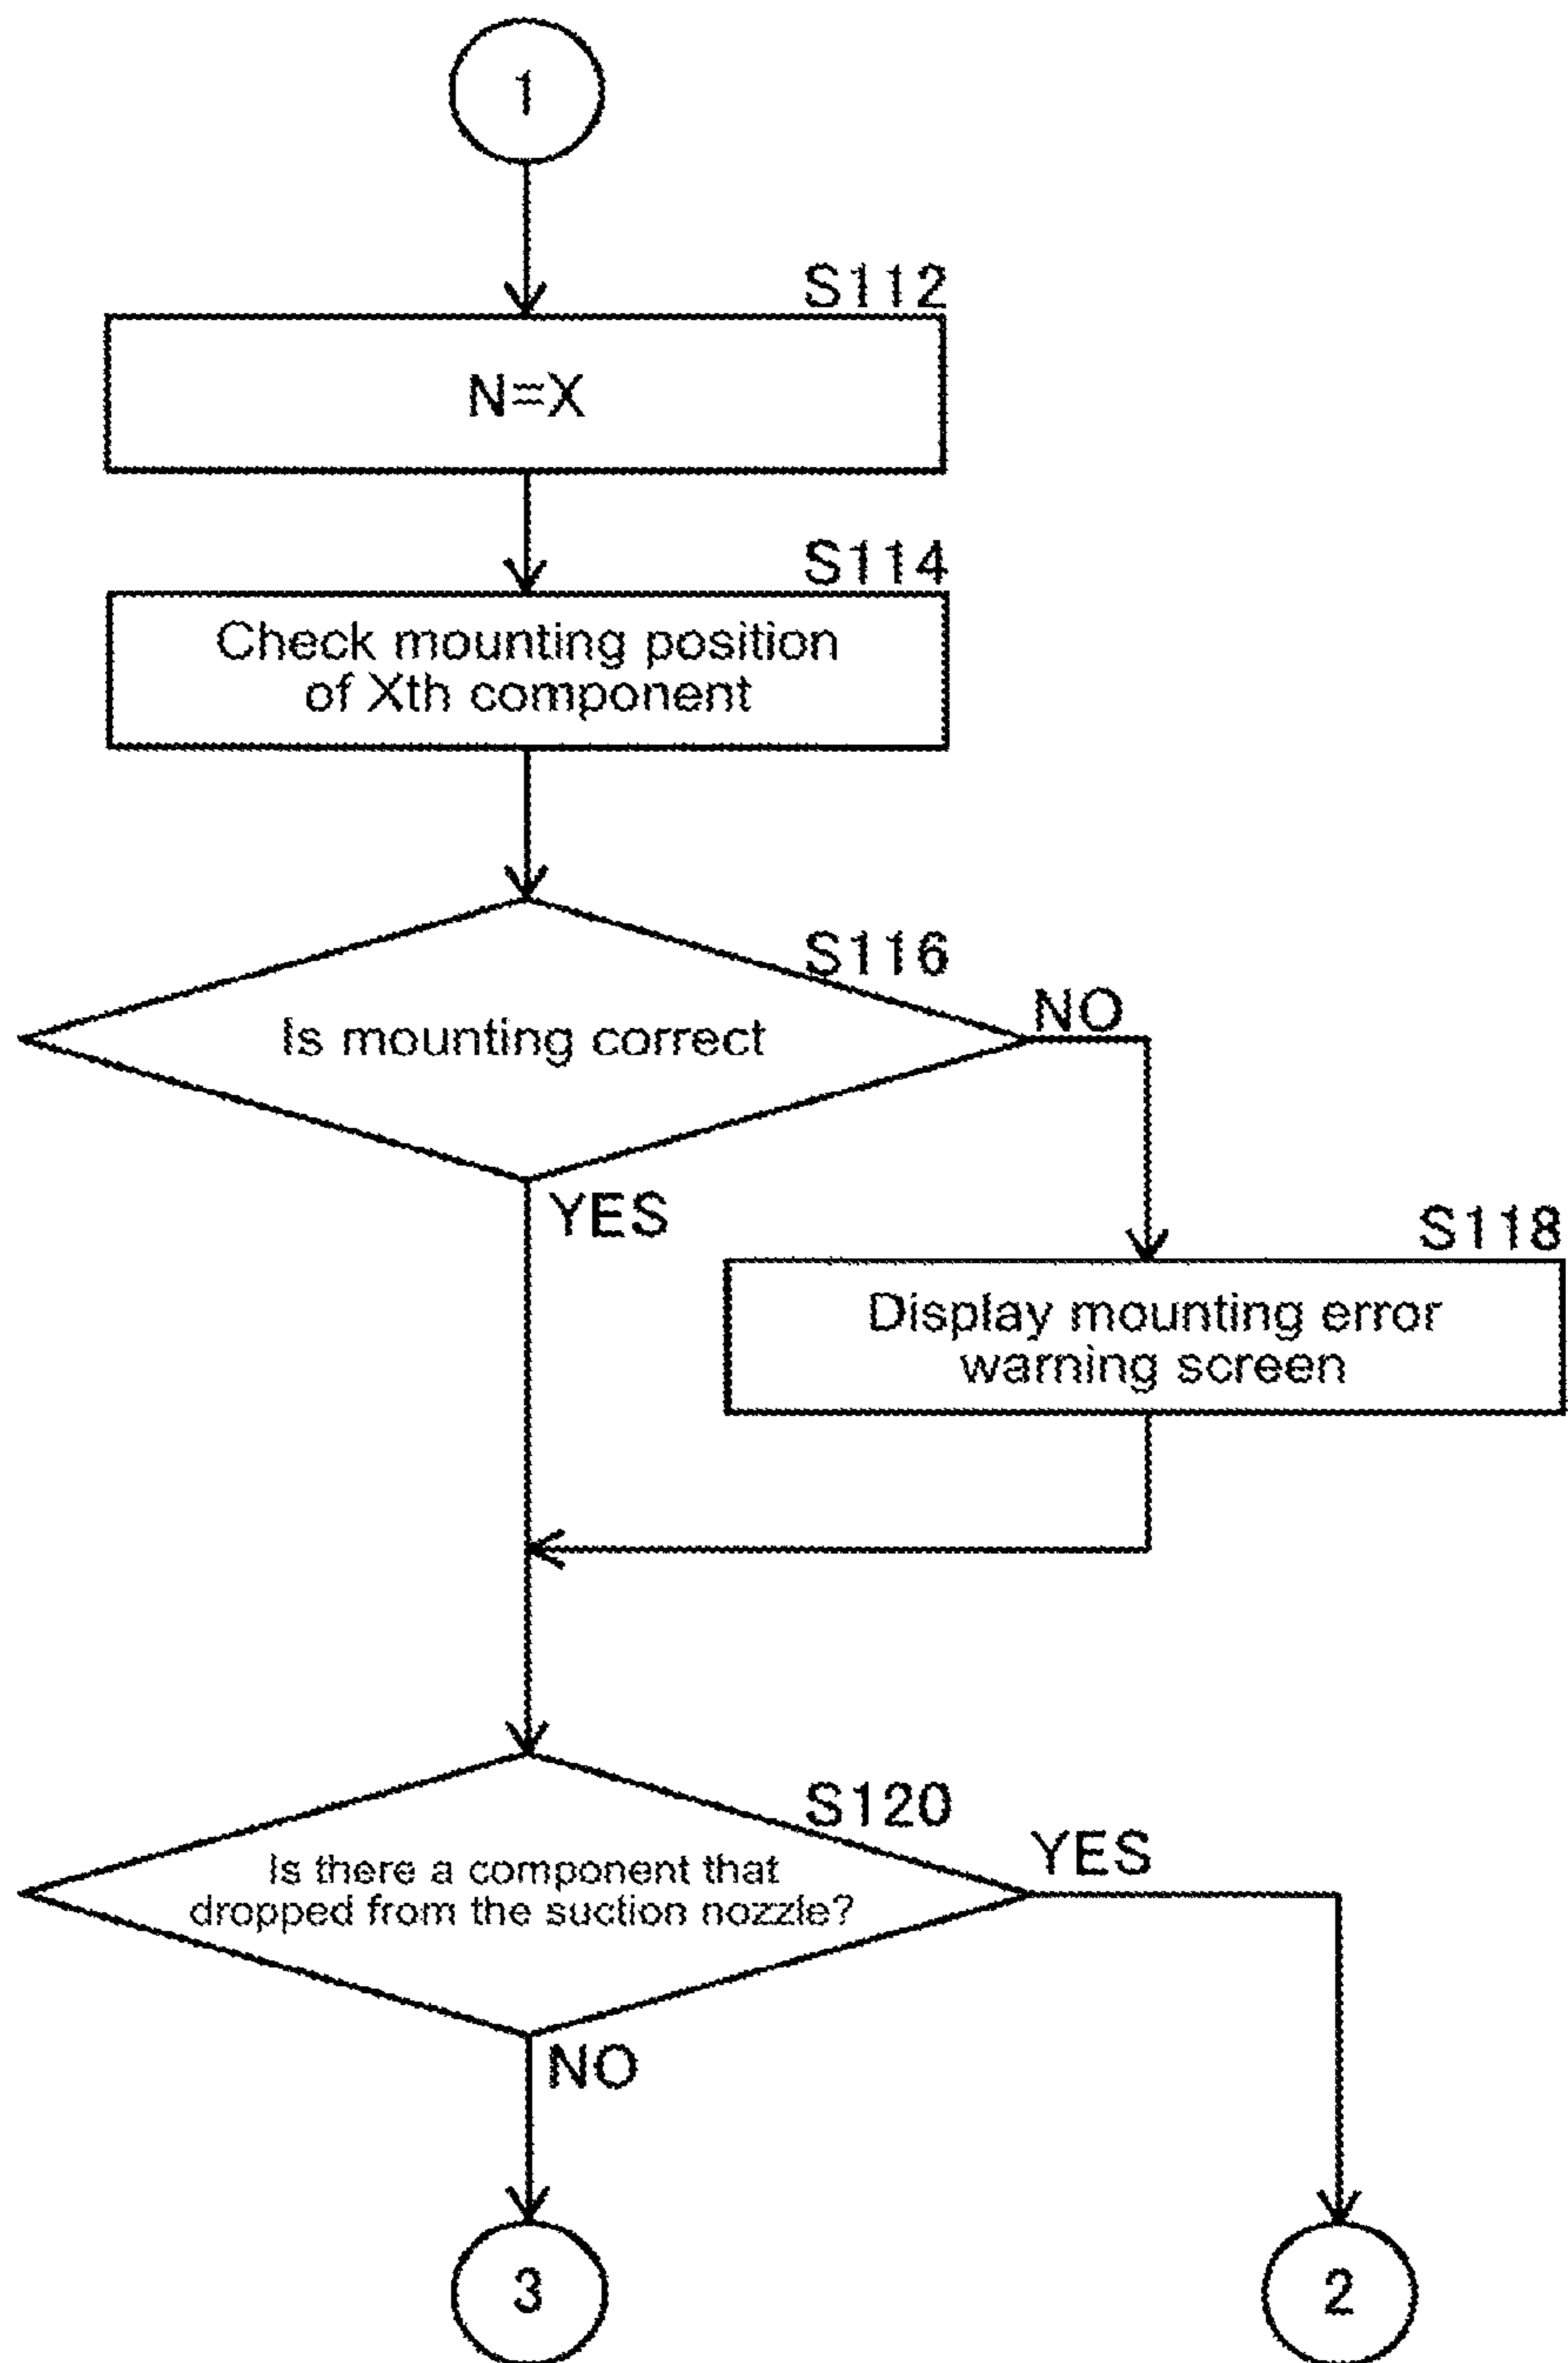 1
S112
N=X
S114
Check mounting position
of Xth component
S116
Is mounting correct
NO
YES
S118
Display mounting error
warning screen
S120
Is there a component that
dropped from the suction nozzle?
YES
NO
3
2